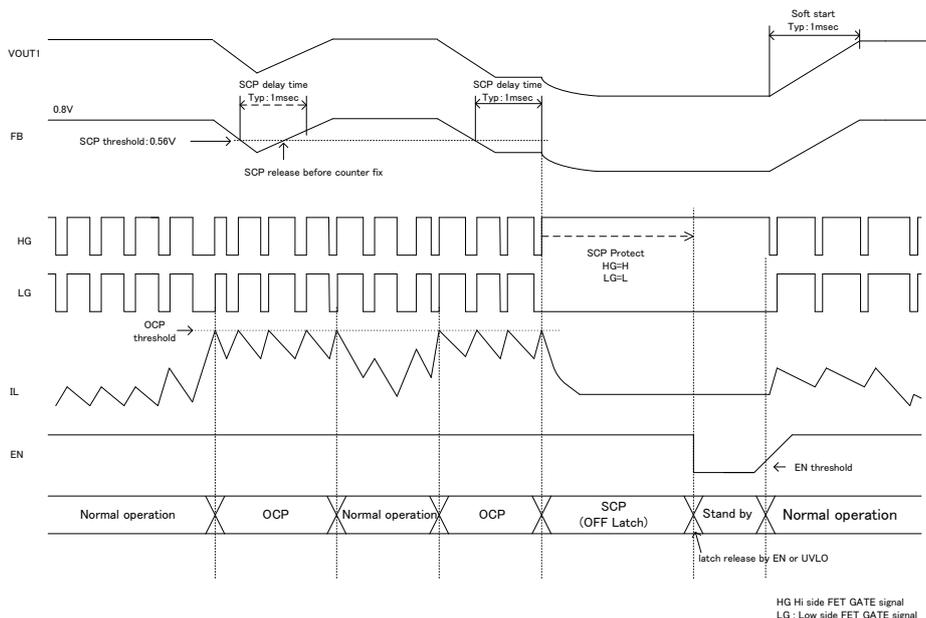 Soft start
Typ：1msec
VOUT1
SCP delay time
Typ：1msec
SCP delay time
Typ：1msec
0.8V
FB
SCP threshold：0.56V
SCP release before counter fix
HG
SCP Protect
HG=H
LG=L
LG
OCP
threshold
IL
EN
EN threshold
Normal operation
OCP
Normal operation
OCP
SCP
(OFF Latch)
Stand by
Normal operation
latch release by EN or UVLO
HG Hi side FET GATE signal
LG : Low side FET GATE signal